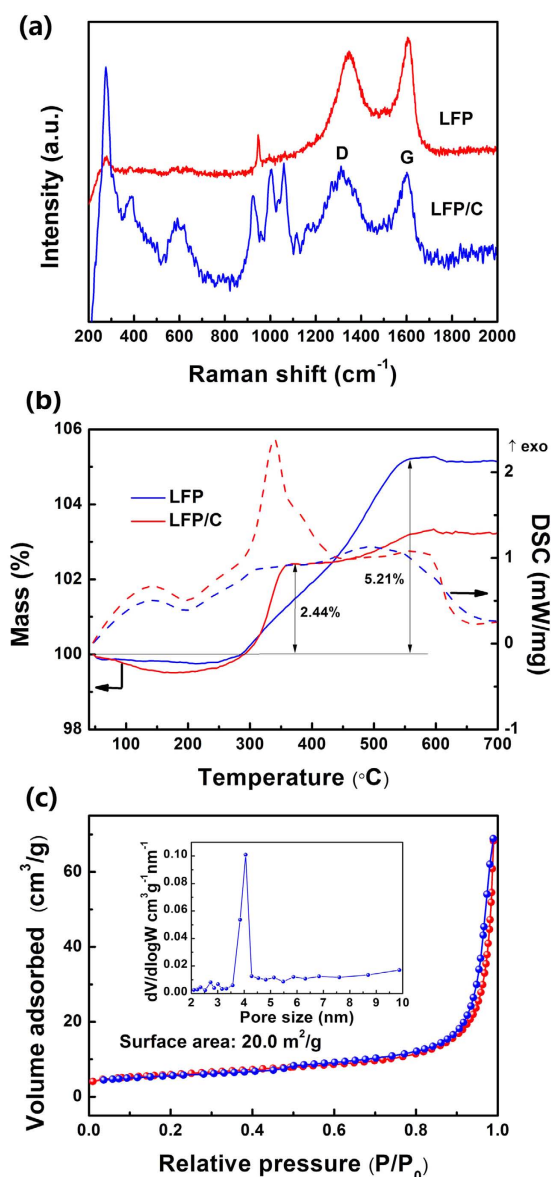 (a)
Intensity (a.u.)
LFP
D
G
LFP/C
200 400 600 800 1000 1200 1400 1600 1800 2000
Raman shift (cm⁻¹)
(b)
106
104
102
100
98
Mass (%)
LFP
LFP/C
2.44%
5.21%
↑ exo
2
1
0
-1
DSC (mW/mg)
100 200 300 400 500 600 700
Temperature (°C)
(c)
60
40
20
0
Volume adsorbed (cm³/g)
0.10
0.08
0.06
0.04
0.02
0.00
dV/dlogW cm³g⁻¹nm⁻¹
2 3 4 5 6 7 8 9 10
Pore size (nm)
Surface area: 20.0 m²/g
0.0 0.2 0.4 0.6 0.8 1.0
Relative pressure (P/P₀)